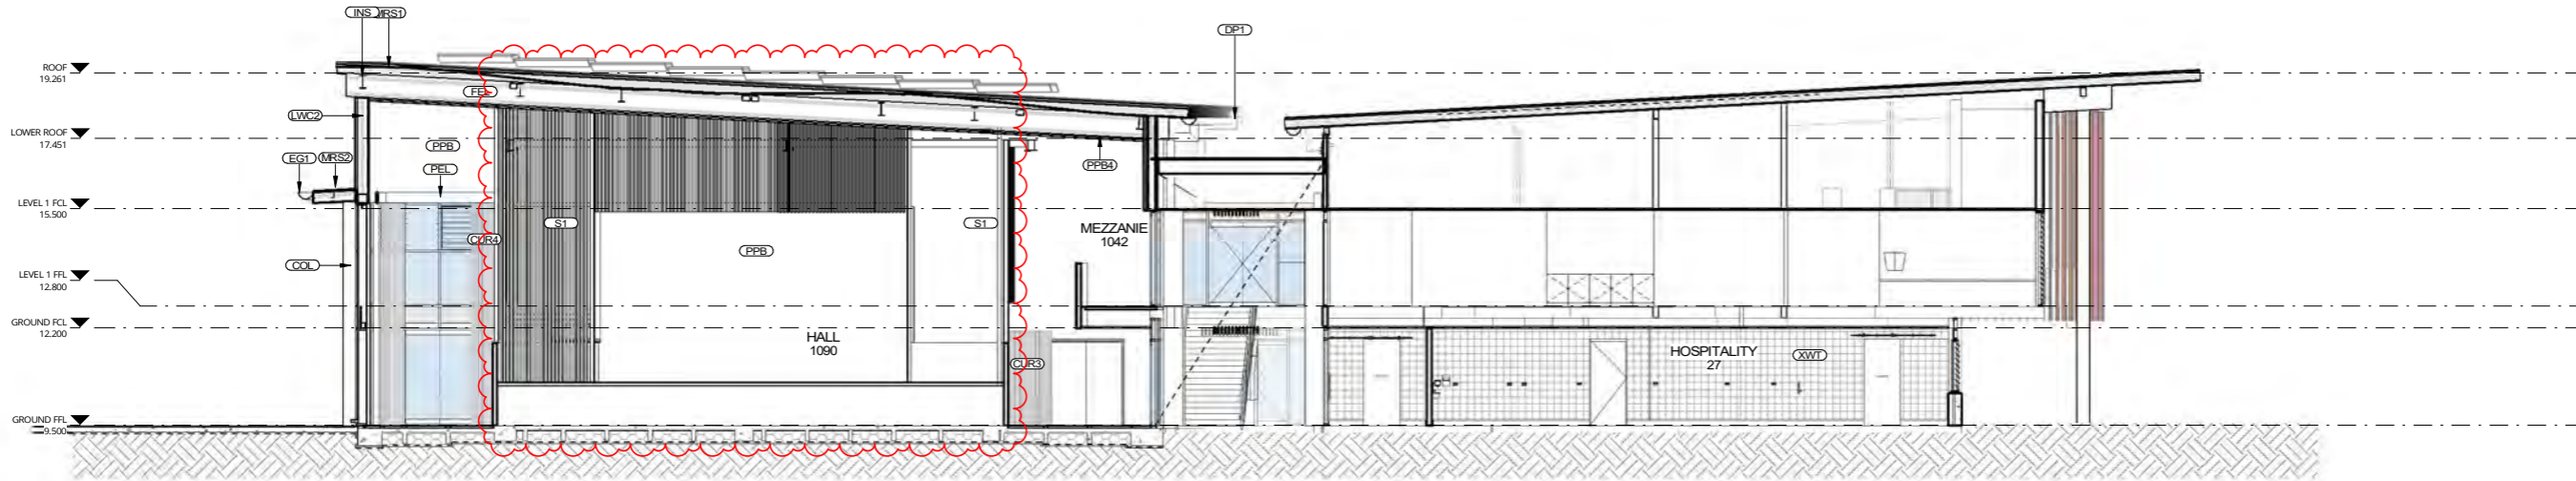 INS
MRS1
DP1
ROOF
19.261
LWC2
LOWER ROOF
17.451
PPB
EG1
MRS2
PEL
PPB4
LEVEL 1 FCL
15.500
S1
S1
CUR4
PPB
MEZZANIE
1042
COL
LEVEL 1 FFL
12.800
GROUND FCL
12.200
HALL
1090
CUR3
HOSPITALITY
27
XWT
GROUND FFL
9.500